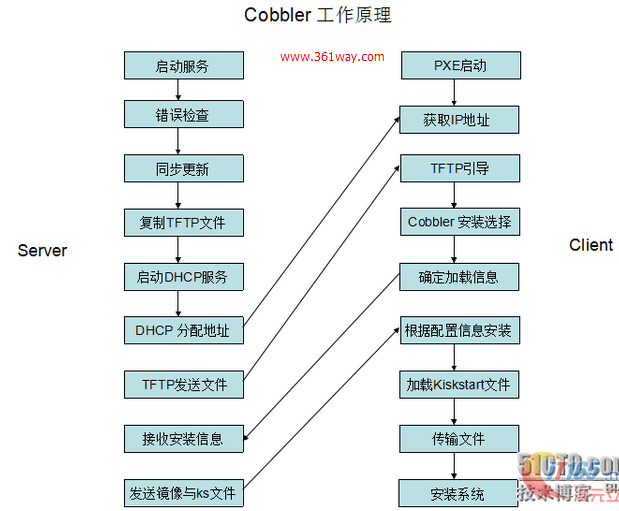 Cobbler 工作原理
www.361way.com
启动服务
PXE启动
错误检查
获取IP地址
同步更新
TFTP引导
复制TFTP文件
Cobbler 安装选择
Server
Client
启动DHCP服务
确定加载信息
DHCP 分配地址
根据配置信息安装
TFTP发送文件
加载Kiskstart文件
接收安装信息
传输文件
发送镜像与ks文件
安装系统
技术博客